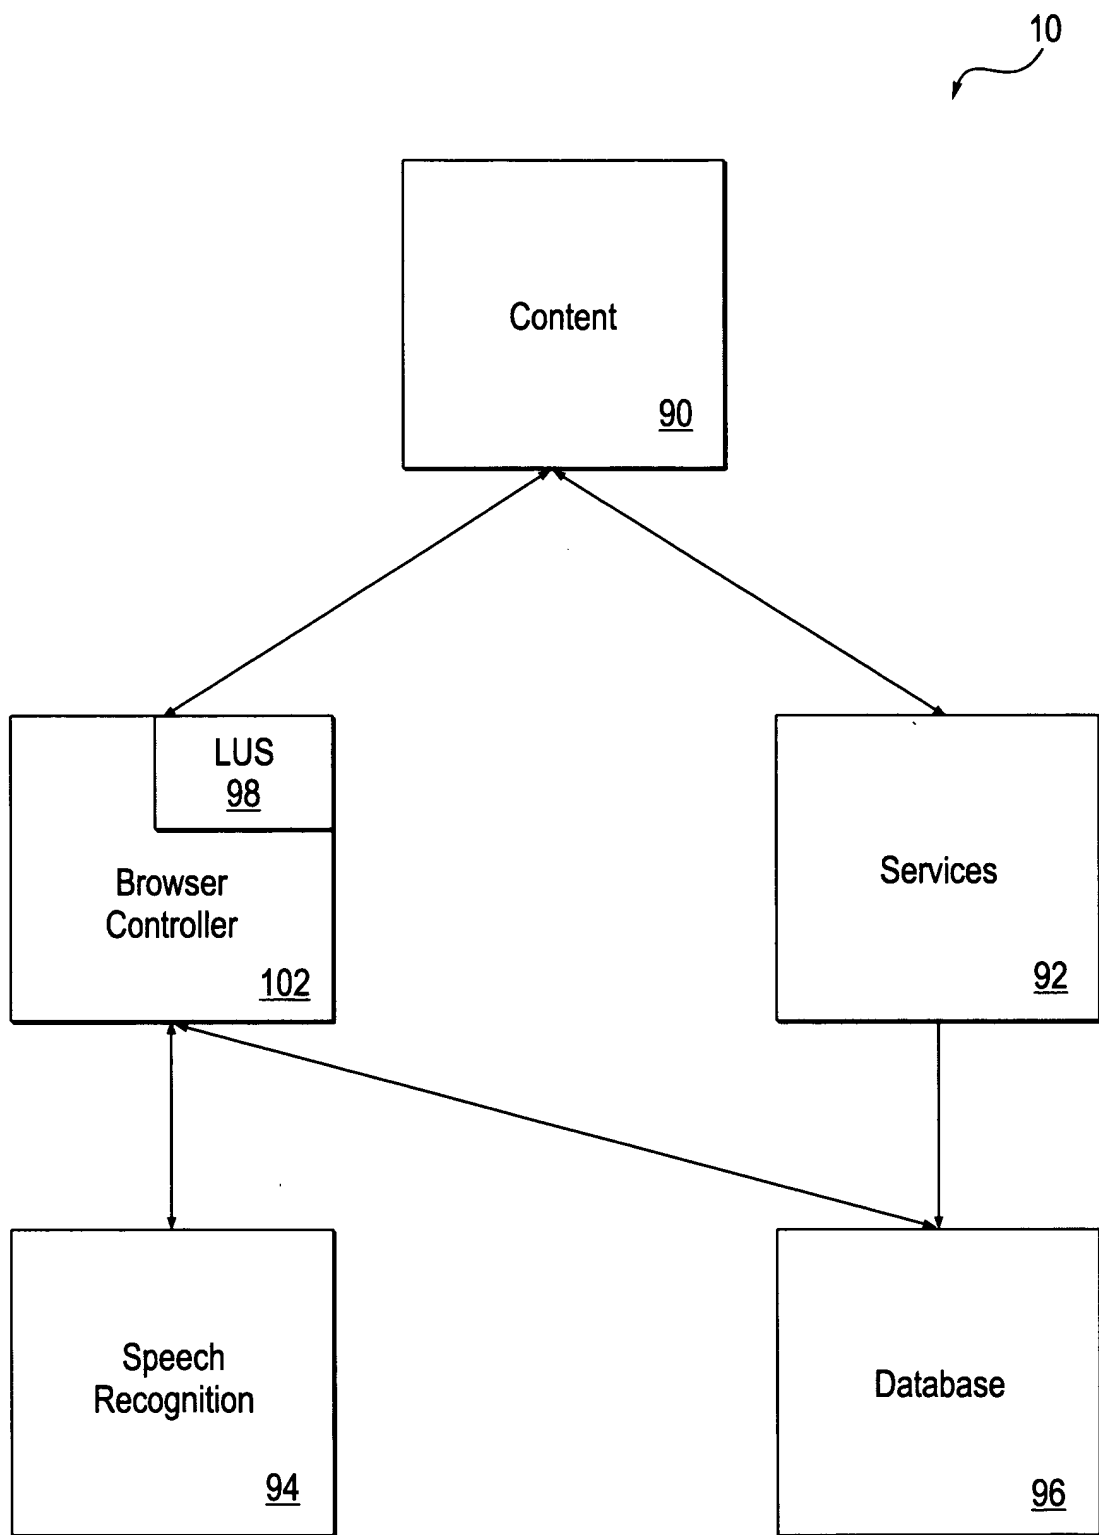 10
Content
90
LUS
98
Browser
Controller
102
Services
92
Speech
Recognition
94
Database
96